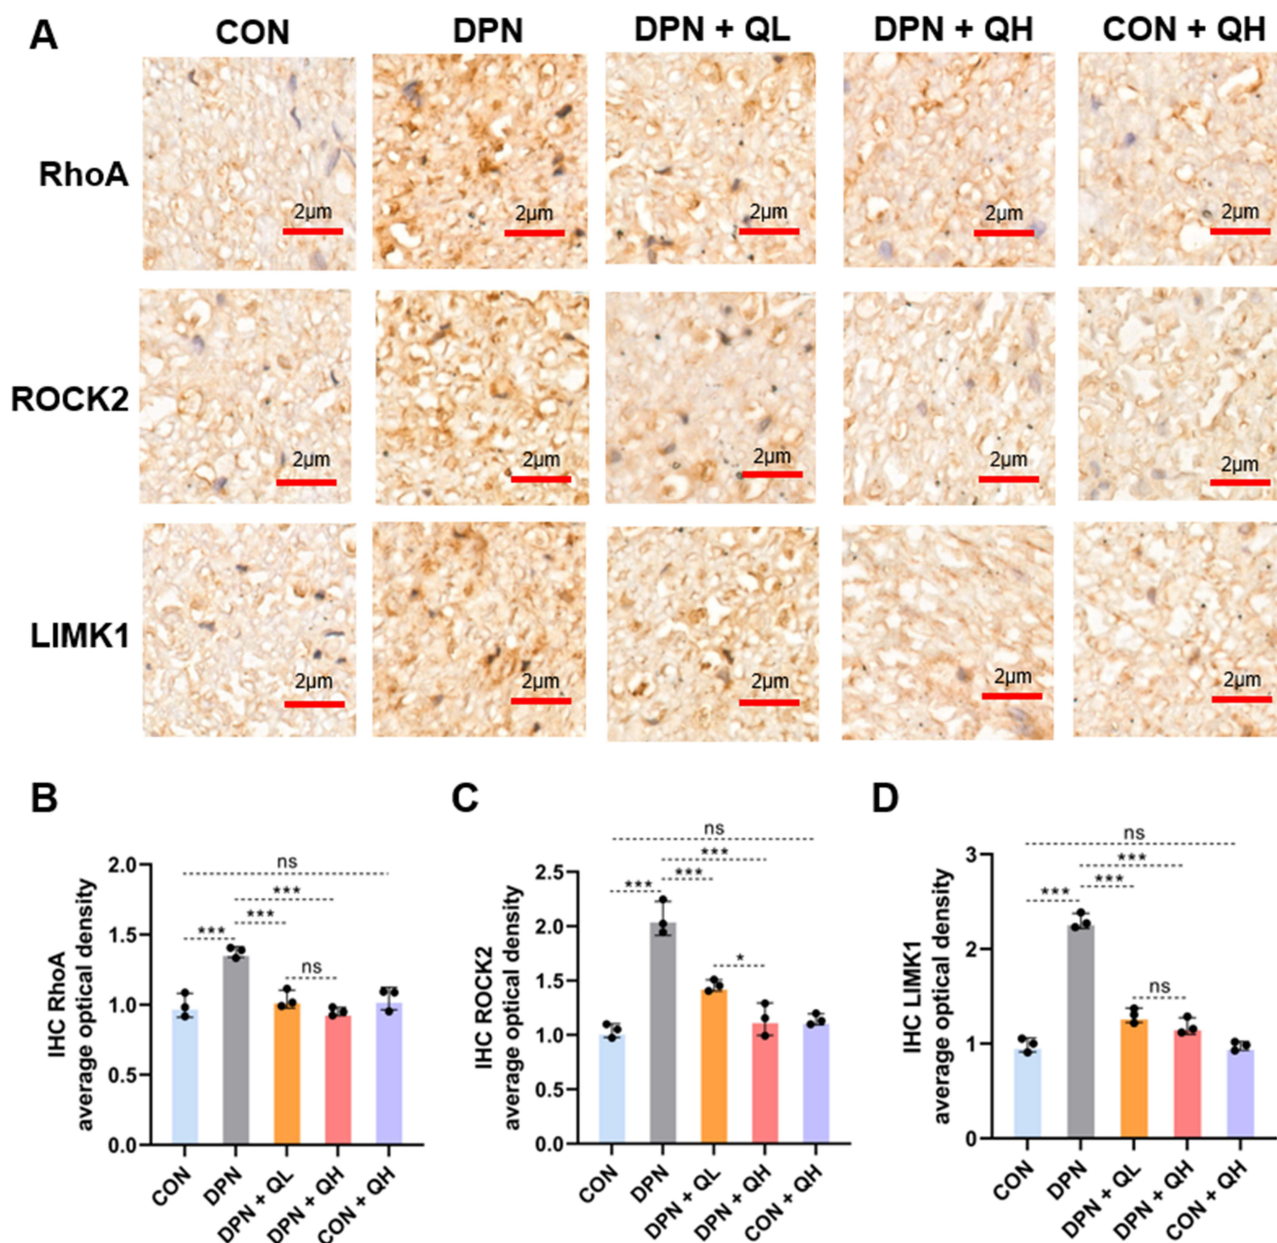 A
CON DPN DPN + QL DPN + QH CON + QH
RhoA
2μm 2μm 2μm 2μm 2μm
ROCK2
2μm 2μm 2μm 2μm 2μm
LIMK1
2μm 2μm 2μm 2μm 2μm
B
IHC RhoA
average optical density
2.0
1.5
1.0
0.5
0.0
ns
***
***
***
ns
CON DPN DPN + QL DPN + QH CON + QH
C
IHC ROCK2
average optical density
2.5
2.0
1.5
1.0
0.5
0.0
ns
***
***
***
*
CON DPN DPN + QL DPN + QH CON + QH
D
IHC LIMK1
average optical density
3
2
1
0
ns
***
***
***
ns
CON DPN DPN + QL DPN + QH CON + QH